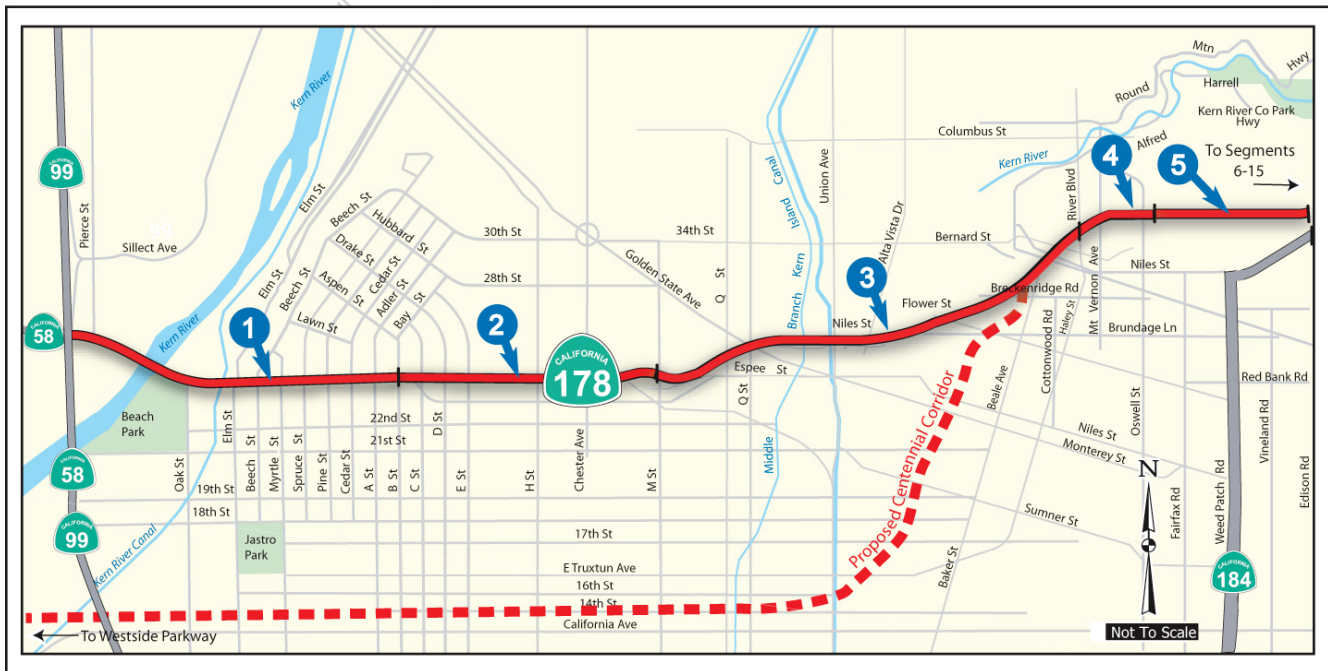 Kern River
Elm St
CALIFORNIA
99
Pierce St
99
Sillect Ave
Beech St
Hubbard St
Drake St
Cedar St
Aspen St
Adler St
Elm St
Beech St
Bay St
Lawn St
30th St
28th St
34th St
Golden State Ave
Q St
Kern Island Canal
Branch
Middle
Union Ave
Alta Vista Dr
Columbus St
Bernard St
Kern River
River Blvd
Round
Mtn
Hwy
Harrell
Kern River Co Park
Hwy
Alfred
To Segments
6-15
1
2
3
4
5
CALIFORNIA
58
Kern River
CALIFORNIA
178
Niles St
Flower St
Breckenridge Rd
Niles St
Mt Vernon Ave
Haley St
Brundage Ln
Cottonwood Rd
Beale Ave
Espee St
Q St
Red Bank Rd
Oswell St
Vineland Rd
Edison Rd
Niles St
Monterey St
Beach
Park
Elm St
22nd St
21st St
D St
Oak St
Beech St
Myrtle St
Spruce St
Pine St
Cedar St
A St
B St
C St
E St
H St
Chester Ave
M St
19th St
18th St
CALIFORNIA
58
CALIFORNIA
99
Kern River Canal
Jastro
Park
17th St
E Truxtun Ave
16th St
14th St
California Ave
Proposed Centennial Corridor
Baker St
Sumner St
N
Fairfax Rd
Weed Patch Rd
CALIFORNIA
184
To Westside Parkway
Not To Scale